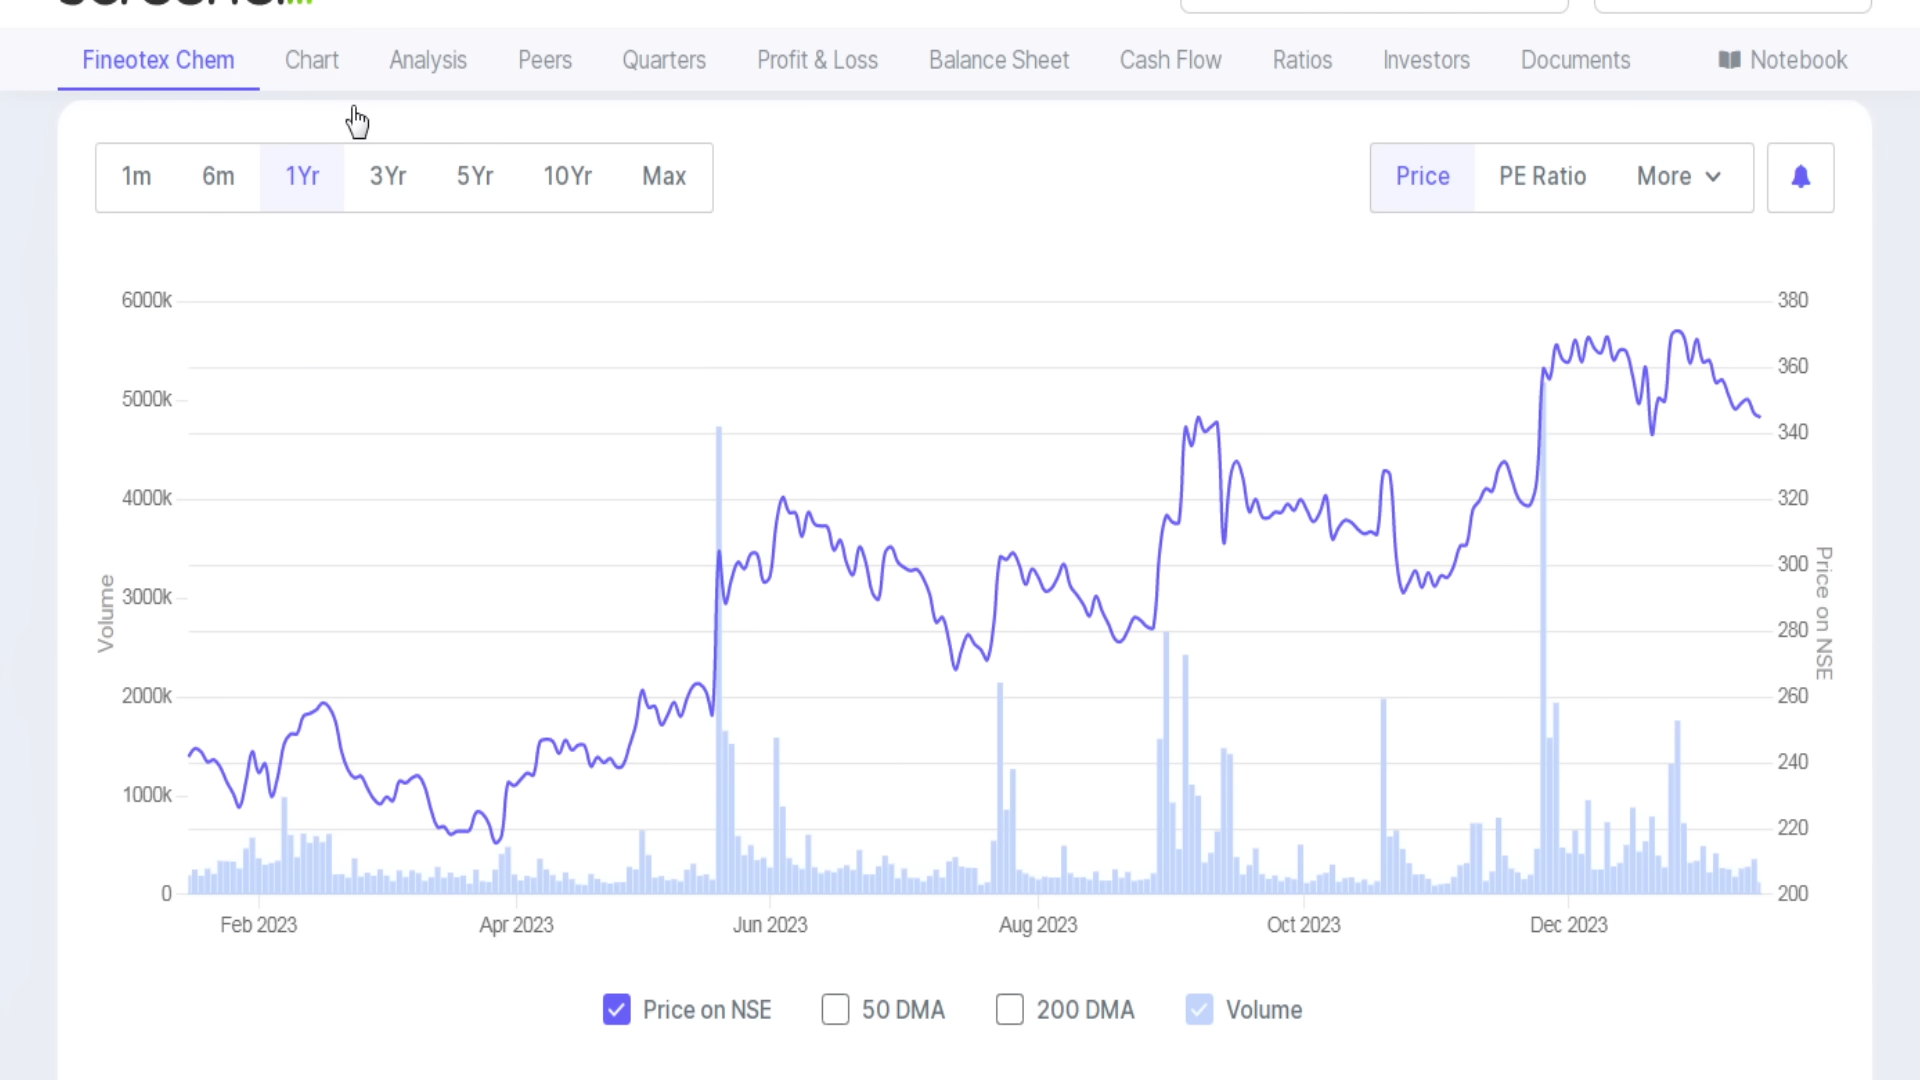 Fineotex Chem Chart Analysis Peers Quarters Profit & Loss Balance Sheet Cash Flow Ratios Investors Documents Notebook
1m 6m 1Yr 3Yr 5Yr 10Yr Max Price PE Ratio More
6000k
5000k
4000k
3000k
2000k
1000k
0
Volume
380
360
340
320
300
280
260
240
220
200
Price on NSE
Feb 2023 Apr 2023 Jun 2023 Aug 2023 Oct 2023 Dec 2023
Price on NSE 50 DMA 200 DMA Volume